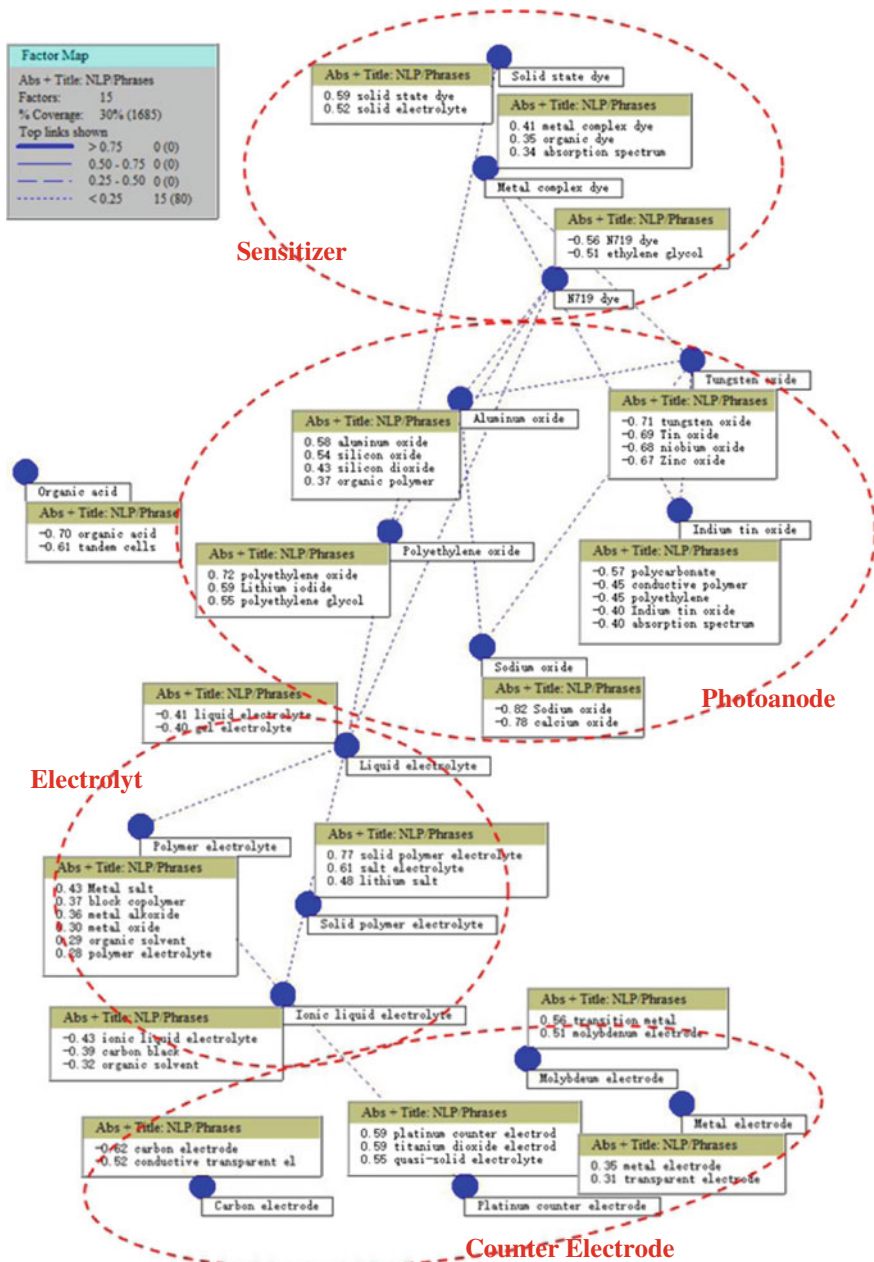 Factor Map
Abs + Title: NLP/Phrases
Factors: 15
% Coverage: 30% (1685)
Top links shown
> 0.75 0 (0)
0.50 - 0.75 0 (0)
0.25 - 0.50 0 (0)
< 0.25 15 (80)
Solid state dye
Abs + Title: NLP/Phrases
0.59 solid state dye
0.52 solid electrolyte
Abs + Title: NLP/Phrases
0.41 metal complex dye
0.35 organic dye
0.34 absorption spectrum
Metal complex dye
Abs + Title: NLP/Phrases
-0.56 N719 dye
-0.51 ethylene glycol
Sensitizer
N719 dye
Tungsten oxide
Abs + Title: NLP/Phrases
-0.71 tungsten oxide
-0.69 Tin oxide
-0.68 niobium oxide
-0.67 Zinc oxide
Aluminum oxide
Abs + Title: NLP/Phrases
0.58 aluminum oxide
0.54 silicon oxide
0.43 silicon dioxide
0.37 organic polymer
Organic acid
Abs + Title: NLP/Phrase
-0.70 organic acid
-0.61 tandem cells
Indium tin oxide
Abs + Title: NLP/Phrases
-0.57 polycarbonate
-0.45 conductive polymer
-0.45 polyethylene
-0.40 Indium tin oxide
-0.40 absorption spectrum
Polyethylene oxide
Abs + Title: NLP/Phrases
0.72 polyethylene oxide
0.59 Lithium iodide
0.55 polyethylene glycol
Sodium oxide
Abs + Title: NLP/Phrases
-0.82 Sodium oxide
-0.78 calcium oxide
Photoanode
Abs + Title: NLP/Phrases
-0.41 liquid electrolyte
-0.40 gel electrolyte
Liquid electrolyte
Electrolyt
Polymer electrolyte
Abs + Title: NLP/Phrases
0.43 Metal salt
0.37 block copolymer
0.36 metal alkoxide
0.30 metal oxide
0.29 organic solvent
0.28 polymer electrolyte
Abs + Title: NLP/Phrases
0.77 solid polymer electrolyte
0.61 salt electrolyte
0.48 lithium salt
Solid polymer electrolyte
Ionic liquid electrolyte
Abs + Title: NLP/Phrases
-0.43 ionic liquid electrolyte
-0.39 carbon black
-0.32 organic solvent
Abs + Title: NLP/Phrases
0.56 transition metal
0.51 molybdenum electrode
Molybdeum electrode
Metal electrode
Abs + Title: NLP/Phrases
0.35 metal electrode
0.31 transparent electrode
Abs + Title: NLP/Phrases
-0.62 carbon electrode
-0.52 conductive transparent el
Carbon electrode
Abs + Title: NLP/Phrases
0.59 platinum counter electrod
0.59 titanium dioxide electrod
0.55 quasi-solid electrolyte
Platinum counter electrode
Counter Electrode